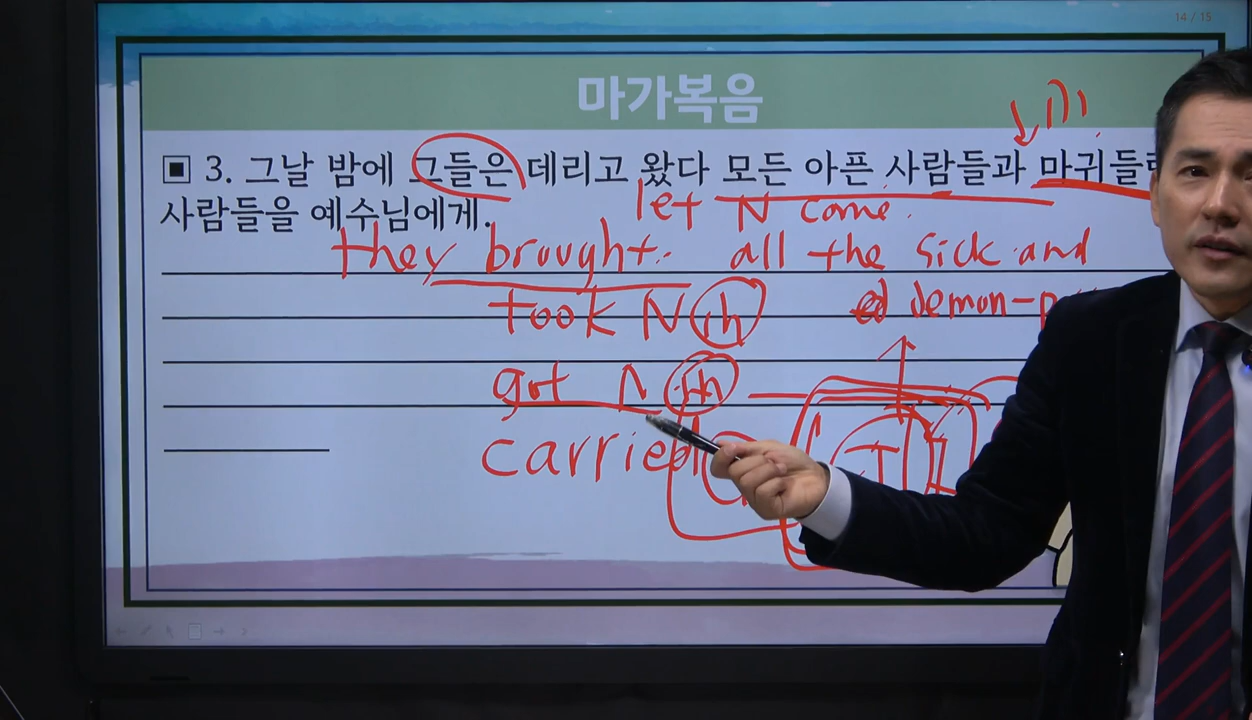 14 / 15
마가복음
▣ 3. 그날 밤에 그들은 데리고 왔다 모든 아픈 사람들과 마귀들
사람들을 예수님에게.
let N come.
they brought. all the sick and
took N in demon-p
got N in
carried